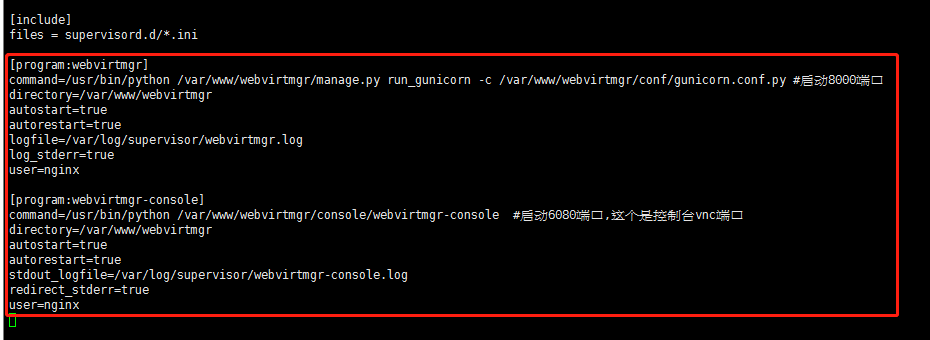 [include]
files = supervisord.d/*.ini
[program:webvirtmgr]
command=/usr/bin/python /var/www/webvirtmgr/manage.py run_gunicorn -c /var/www/webvirtmgr/conf/gunicorn.conf.py #启动8000端口
directory=/var/www/webvirtmgr
autostart=true
autorestart=true
logfile=/var/log/supervisor/webvirtmgr.log
log_stderr=true
user=nginx
[program:webvirtmgr-console]
command=/usr/bin/python /var/www/webvirtmgr/console/webvirtmgr-console  #启动6080端口,这个是控制台vnc端口
directory=/var/www/webvirtmgr
autostart=true
autorestart=true
stdout_logfile=/var/log/supervisor/webvirtmgr-console.log
redirect_stderr=true
user=nginx